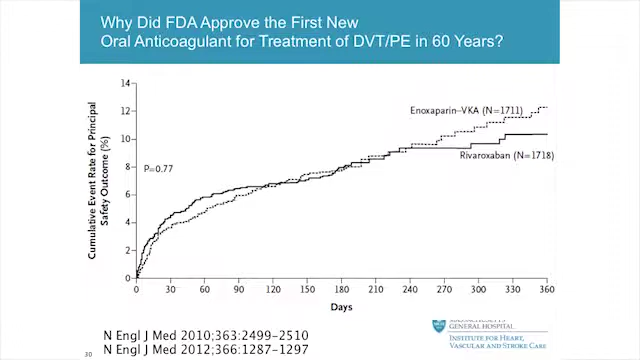 Why Did FDA Approve the First New
Oral Anticoagulant for Treatment of DVT/PE in 60 Years?
14
12
10
8
6
4
2
0
Cumulative Event Rate for Principal
Safety Outcome (%)
P=0.77
Enoxaparin–VKA (N=1711)
Rivaroxaban (N=1718)
0 30 60 90 120 150 180 210 240 270 300 330 360
Days
N Engl J Med 2010;363:2499-2510
N Engl J Med 2012;366:1287-1297
MASSACHUSETTS
GENERAL HOSPITAL
INSTITUTE FOR HEART,
VASCULAR AND STROKE CARE
30